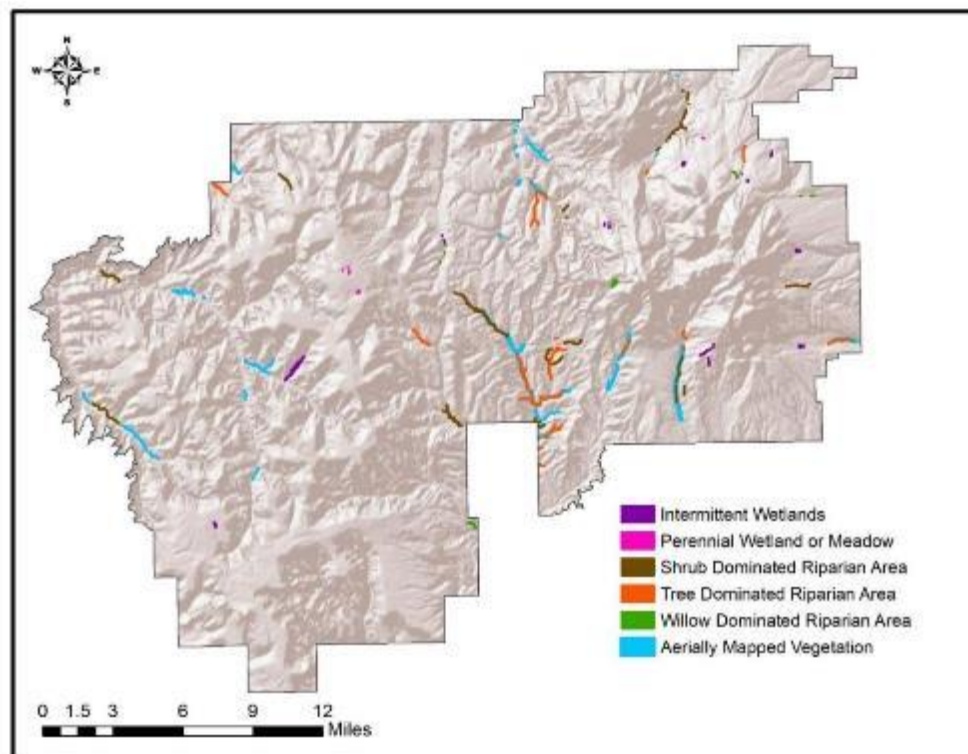 N
W E
S
Intermittent Wetlands
Perennial Wetland or Meadow
Shrub Dominated Riparian Area
Tree Dominated Riparian Area
Willow Dominated Riparian Area
Aerially Mapped Vegetation
0 1.5 3 6 9 12
Miles